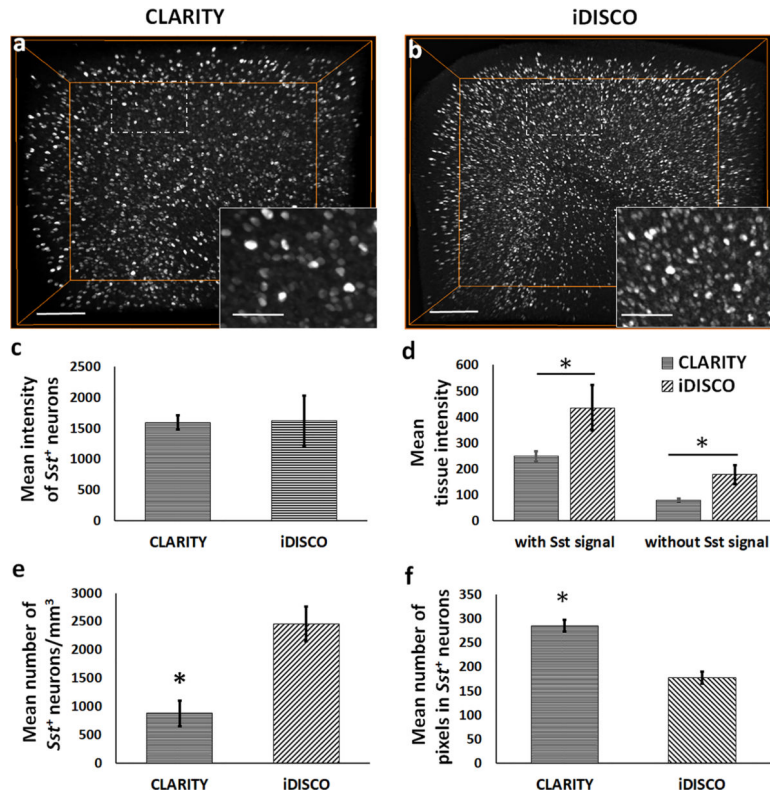 CLARITY
iDISCO
a
b
c
Mean intensity
of Sst⁺ neurons
2500
2000
1500
1000
500
0
CLARITY
iDISCO
d
Mean
tissue intensity
600
500
400
300
200
100
0
*
*
CLARITY
iDISCO
with Sst signal
without Sst signal
e
Mean number of
Sst⁺ neurons/mm³
3000
2500
2000
1500
1000
500
0
*
CLARITY
iDISCO
f
Mean number of
pixels in Sst⁺ neurons
350
300
250
200
150
100
50
0
*
CLARITY
iDISCO